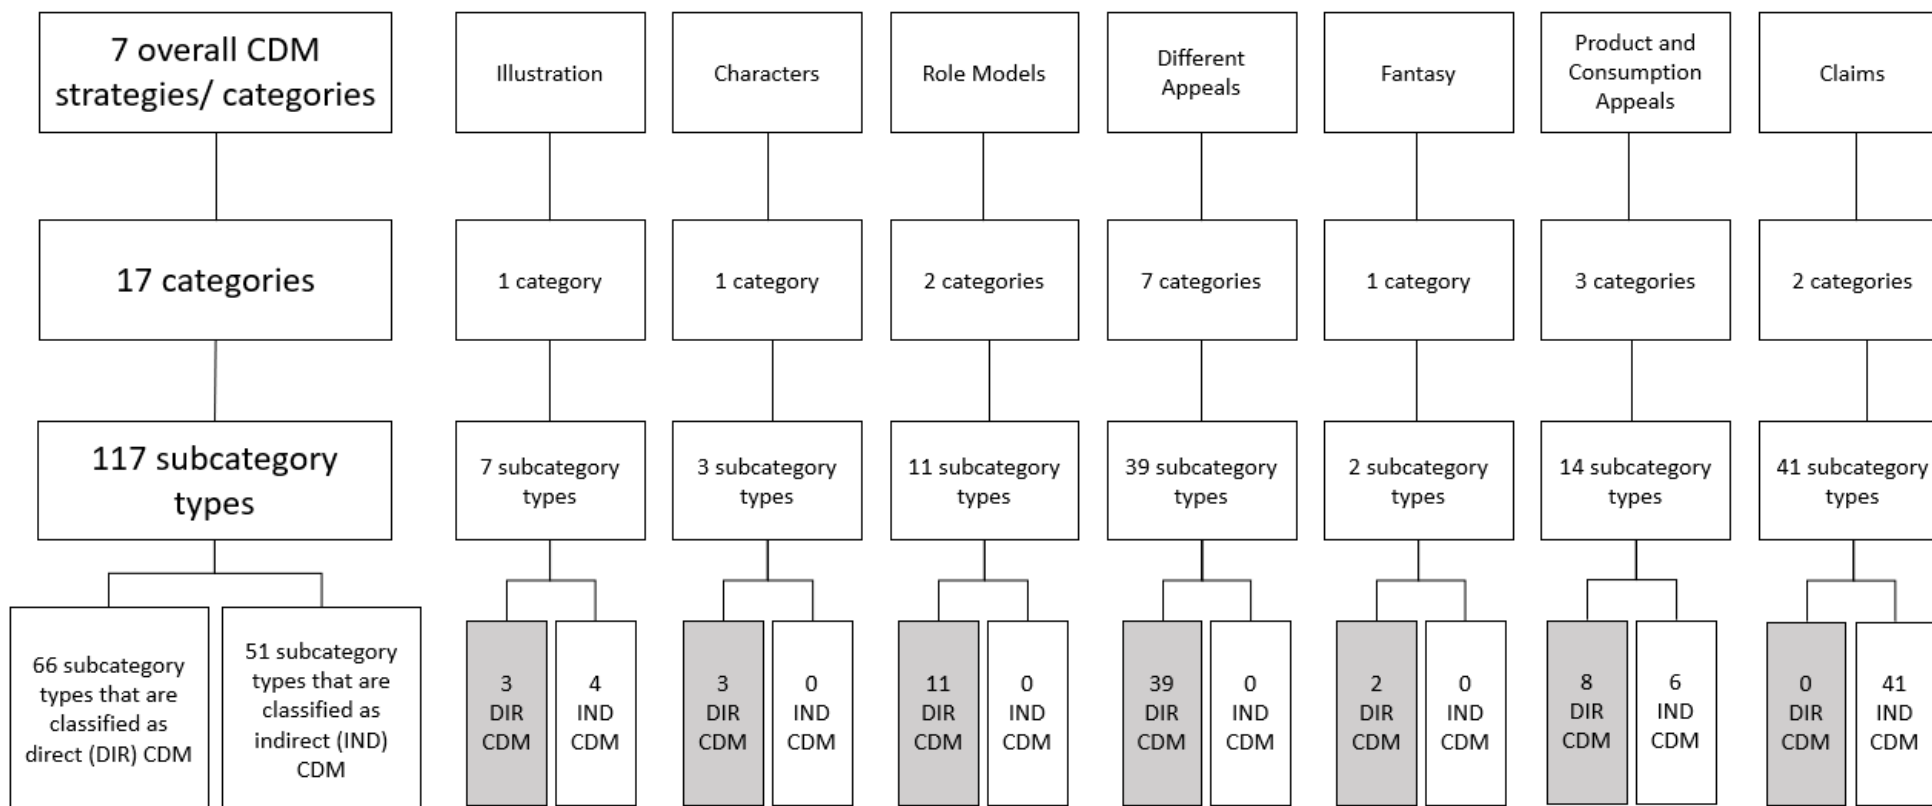 7 overall CDM
strategies/ categories
Illustration
Characters
Role Models
Different
Appeals
Fantasy
Product and
Consumption
Appeals
Claims
17 categories
1 category
1 category
2 categories
7 categories
1 category
3 categories
2 categories
117 subcategory
types
7 subcategory
types
3 subcategory
types
11 subcategory
types
39 subcategory
types
2 subcategory
types
14 subcategory
types
41 subcategory
types
66 subcategory
types that are
classified as
direct (DIR) CDM
51 subcategory
types that are
classified as
indirect (IND)
CDM
3
DIR
CDM
4
IND
CDM
3
DIR
CDM
0
IND
CDM
11
DIR
CDM
0
IND
CDM
39
DIR
CDM
0
IND
CDM
2
DIR
CDM
0
IND
CDM
8
DIR
CDM
6
IND
CDM
0
DIR
CDM
41
IND
CDM